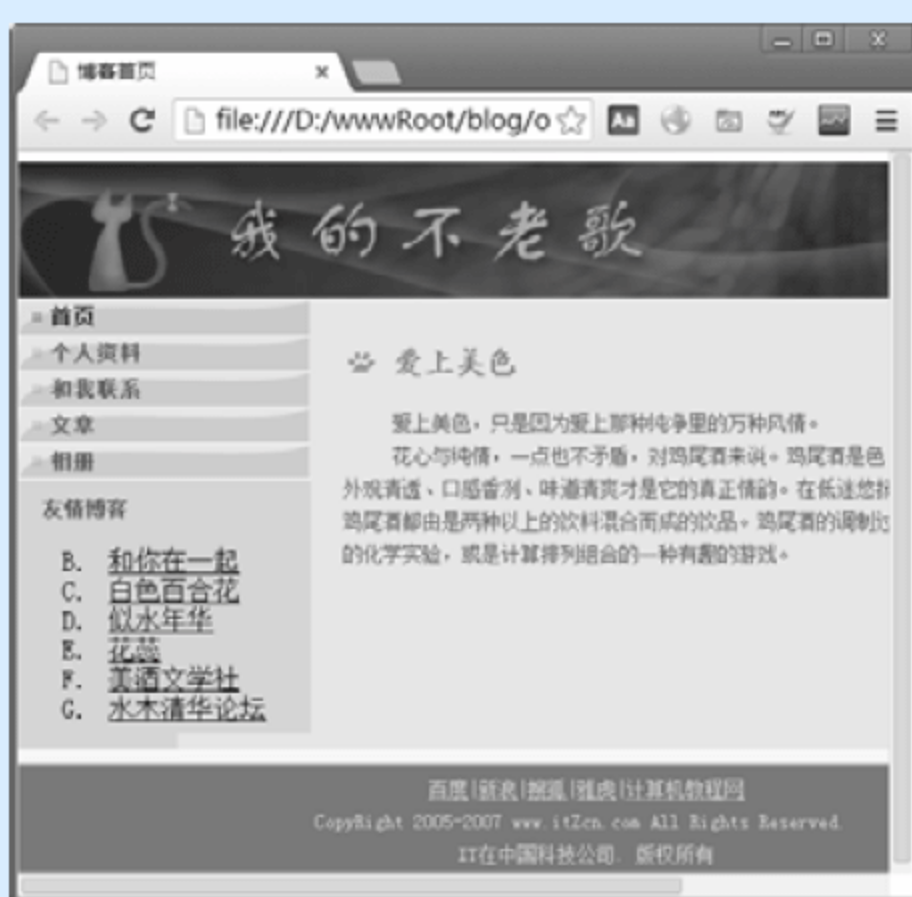 博客首页
file:///D:/wwwRoot/blog/o
我的不老歌
首页
个人资料
和我联系
文章
相册
友情博客
B. 和你在一起
C. 白色百合花
D. 似水年华
E. 花蕊
F. 美酒文学社
G. 水木清华论坛
爱上美色
爱上美色，只是因为爱上那种纯净里的万种风情。
花心与纯情，一点也不矛盾，对鸡尾酒来说。鸡尾酒是色
外观清透、口感香冽、味道清爽才是它的真正情韵。在低迷悠
鸡尾酒都由是两种以上的饮料混合而成的饮品。鸡尾酒的调制过
的化学实验，或是计算排列组合的一种有趣的游戏。
百度|新浪|搜狐|雅虎|计算机教程网
CopyRight 2005-2007 www.itZcn.com All Rights Reserved.
IT在中国科技公司. 版权所有